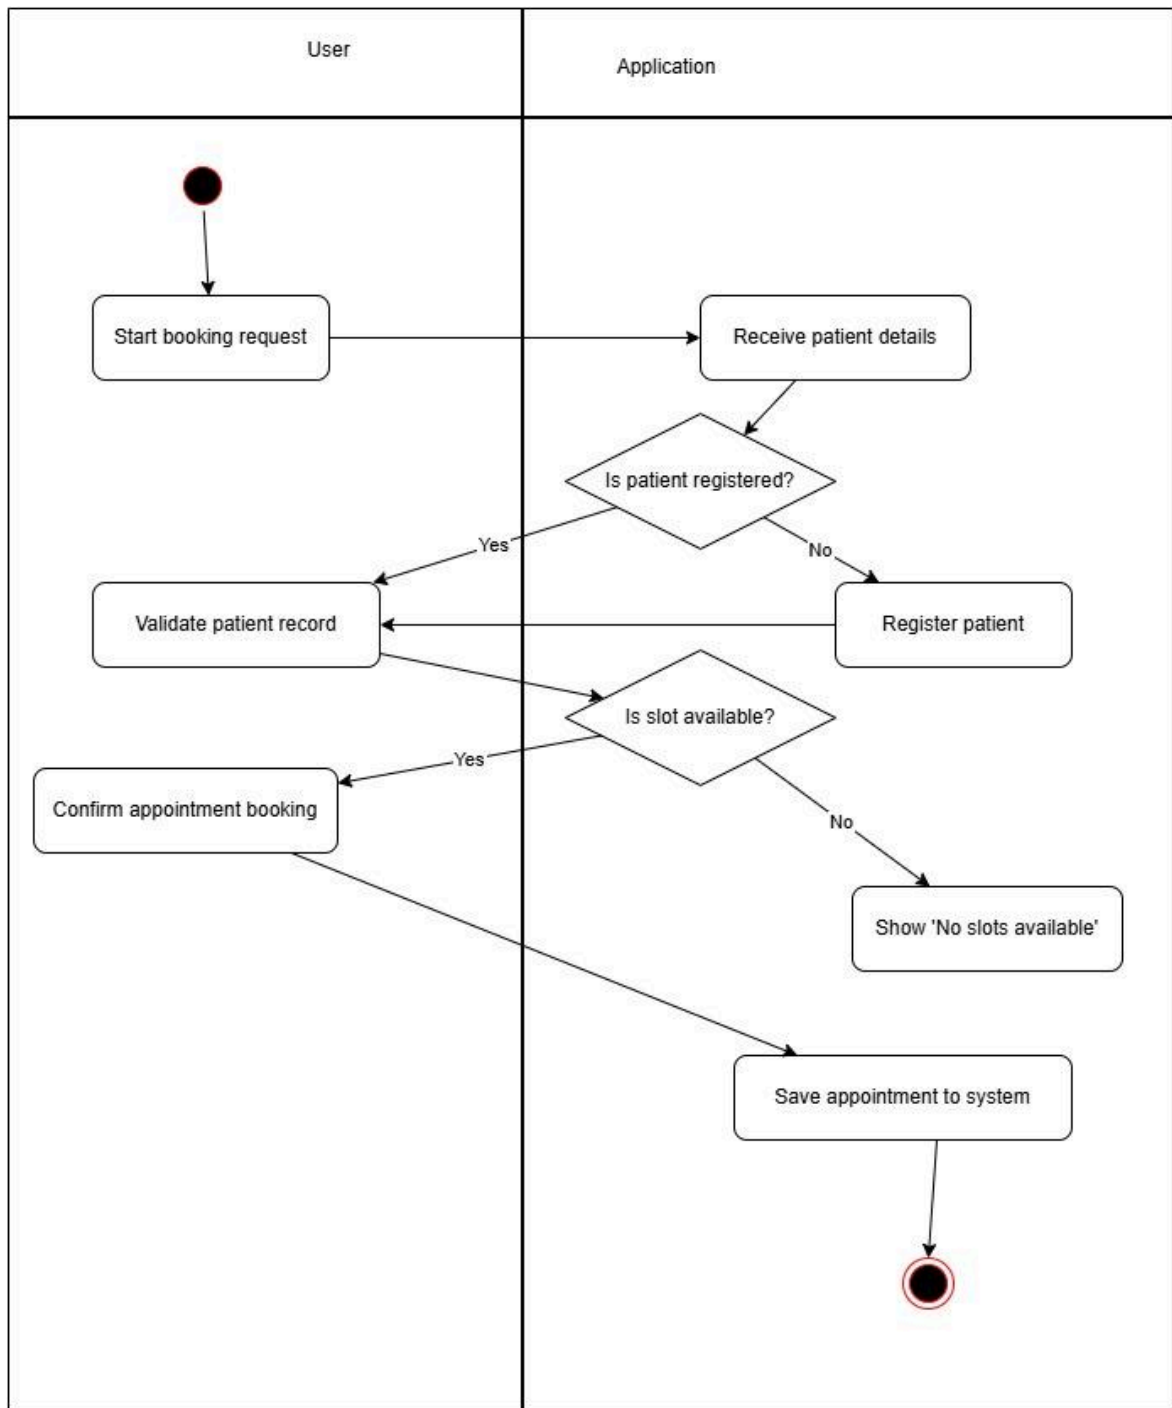 User
Application
Start booking request
Receive patient details
Is patient registered?
Yes
No
Validate patient record
Register patient
Is slot available?
Yes
Confirm appointment booking
No
Show 'No slots available'
Save appointment to system